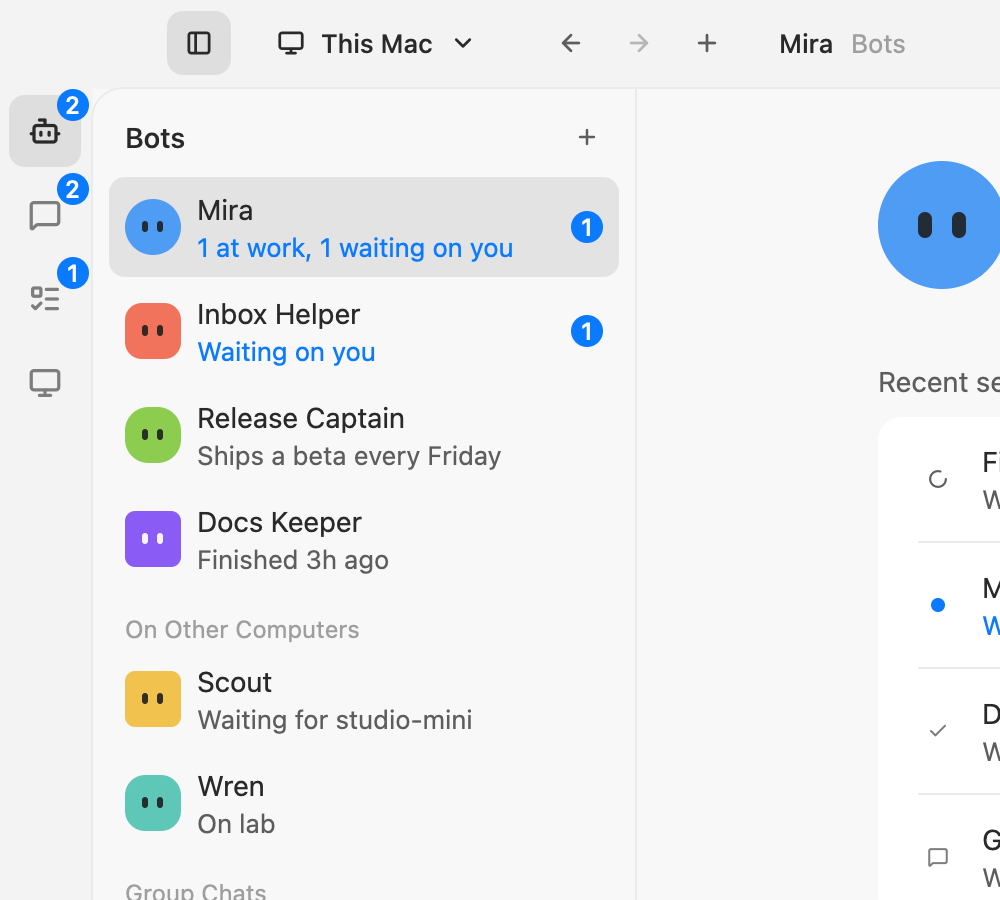 This Mac
Mira Bots
2
2
1
Bots
Mira
1 at work, 1 waiting on you
1
Inbox Helper
Waiting on you
1
Release Captain
Ships a beta every Friday
Docs Keeper
Finished 3h ago
On Other Computers
Scout
Waiting for studio-mini
Wren
On lab
Group Chats
Recent